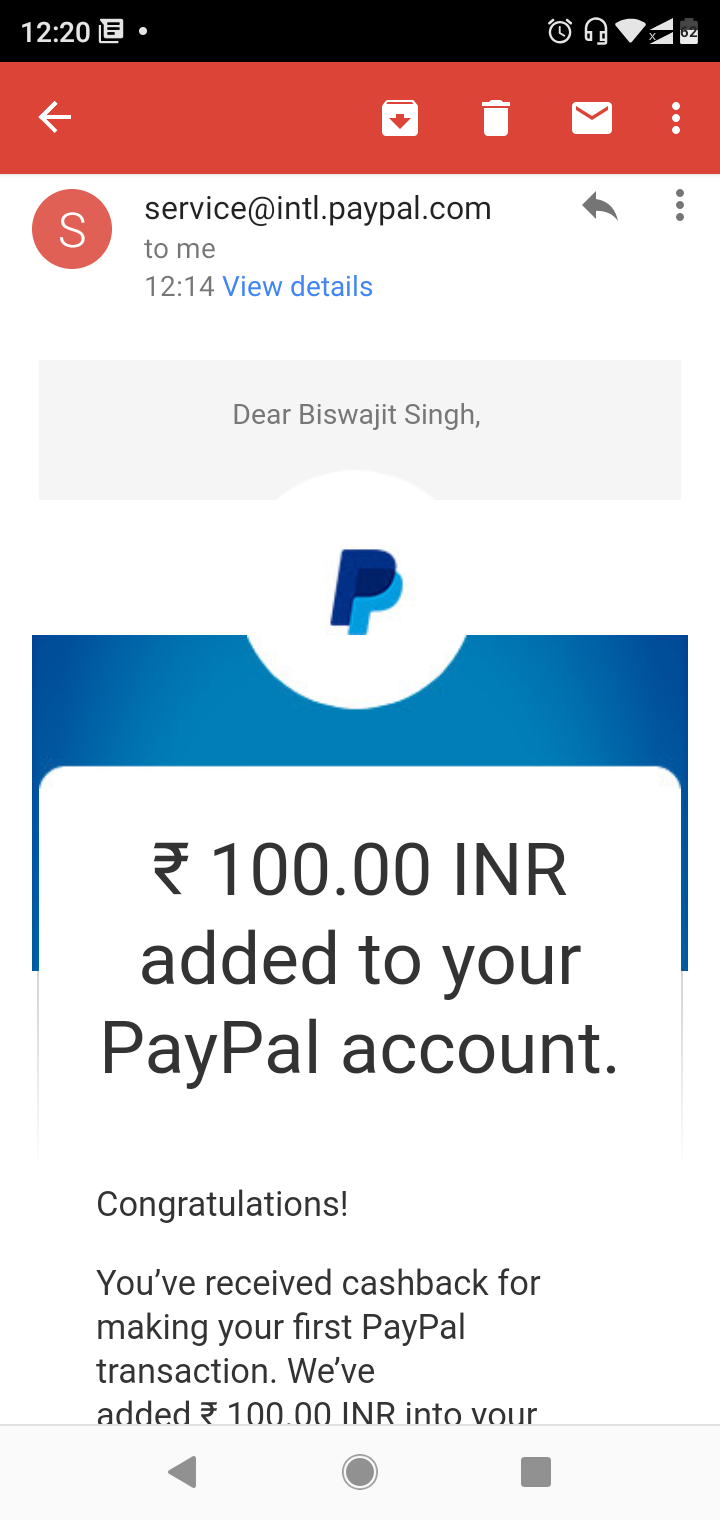 12:20
62
S
service@intl.paypal.com
to me
12:14 View details
Dear Biswajit Singh,
₹ 100.00 INR
added to your
PayPal account.
Congratulations!
You’ve received cashback for
making your first PayPal
transaction. We’ve
added ₹ 100.00 INR into your